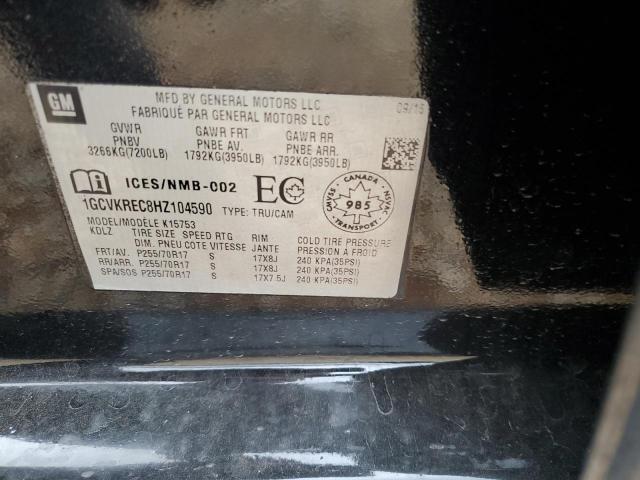 GM
MFD BY GENERAL MOTORS LLC
09/15
FABRIQUÉ PAR GENERAL MOTORS LLC
GVWR GAWR FRT GAWR RR
PNBV PNBE AV. PNBE ARR.
3266KG(7200LB) 1792KG(3950LB) 1792KG(3950LB)
ICES/NMB-002 EC
CANADA
CMVSS 985 NSVAC
TRANSPORT
1GCVKREC8HZ104590 TYPE: TRU/CAM
MODEL/MODÈLE K15753
KDLZ TIRE SIZE SPEED RTG RIM COLD TIRE PRESSURE
DIM. PNEU COTE VITESSE JANTE PRESSION À FROID
FRT/AV. P255/70R17 S 17X8J 240 KPA(35PSI)
RR/ARR. P255/70R17 S 17X8J 240 KPA(35PSI)
SPA/SOS P255/70R17 S 17X7.5J 240 KPA(35PSI)